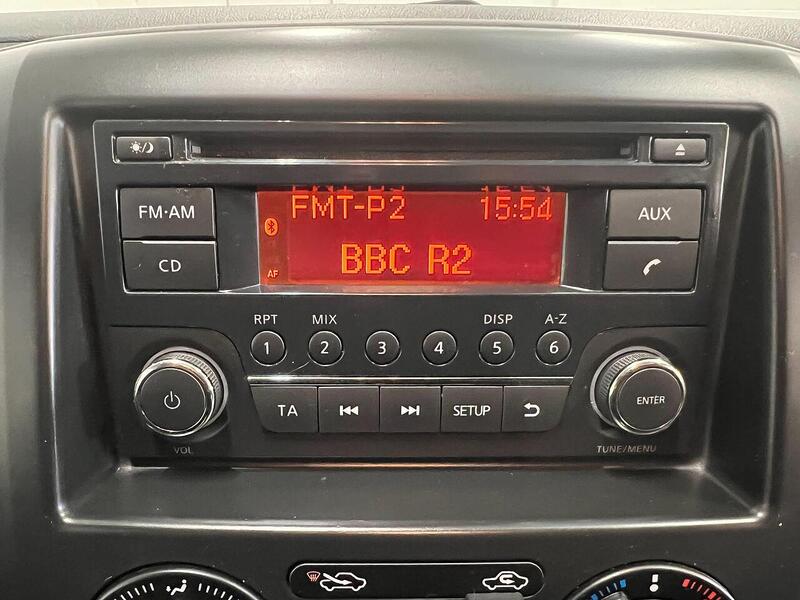 FM·AM
CD
FMT-P2 15:54
BBC R2
AF
AUX
RPT MIX DISP A-Z
1 2 3 4 5 6
TA SETUP
ENTER
VOL
TUNE/MENU